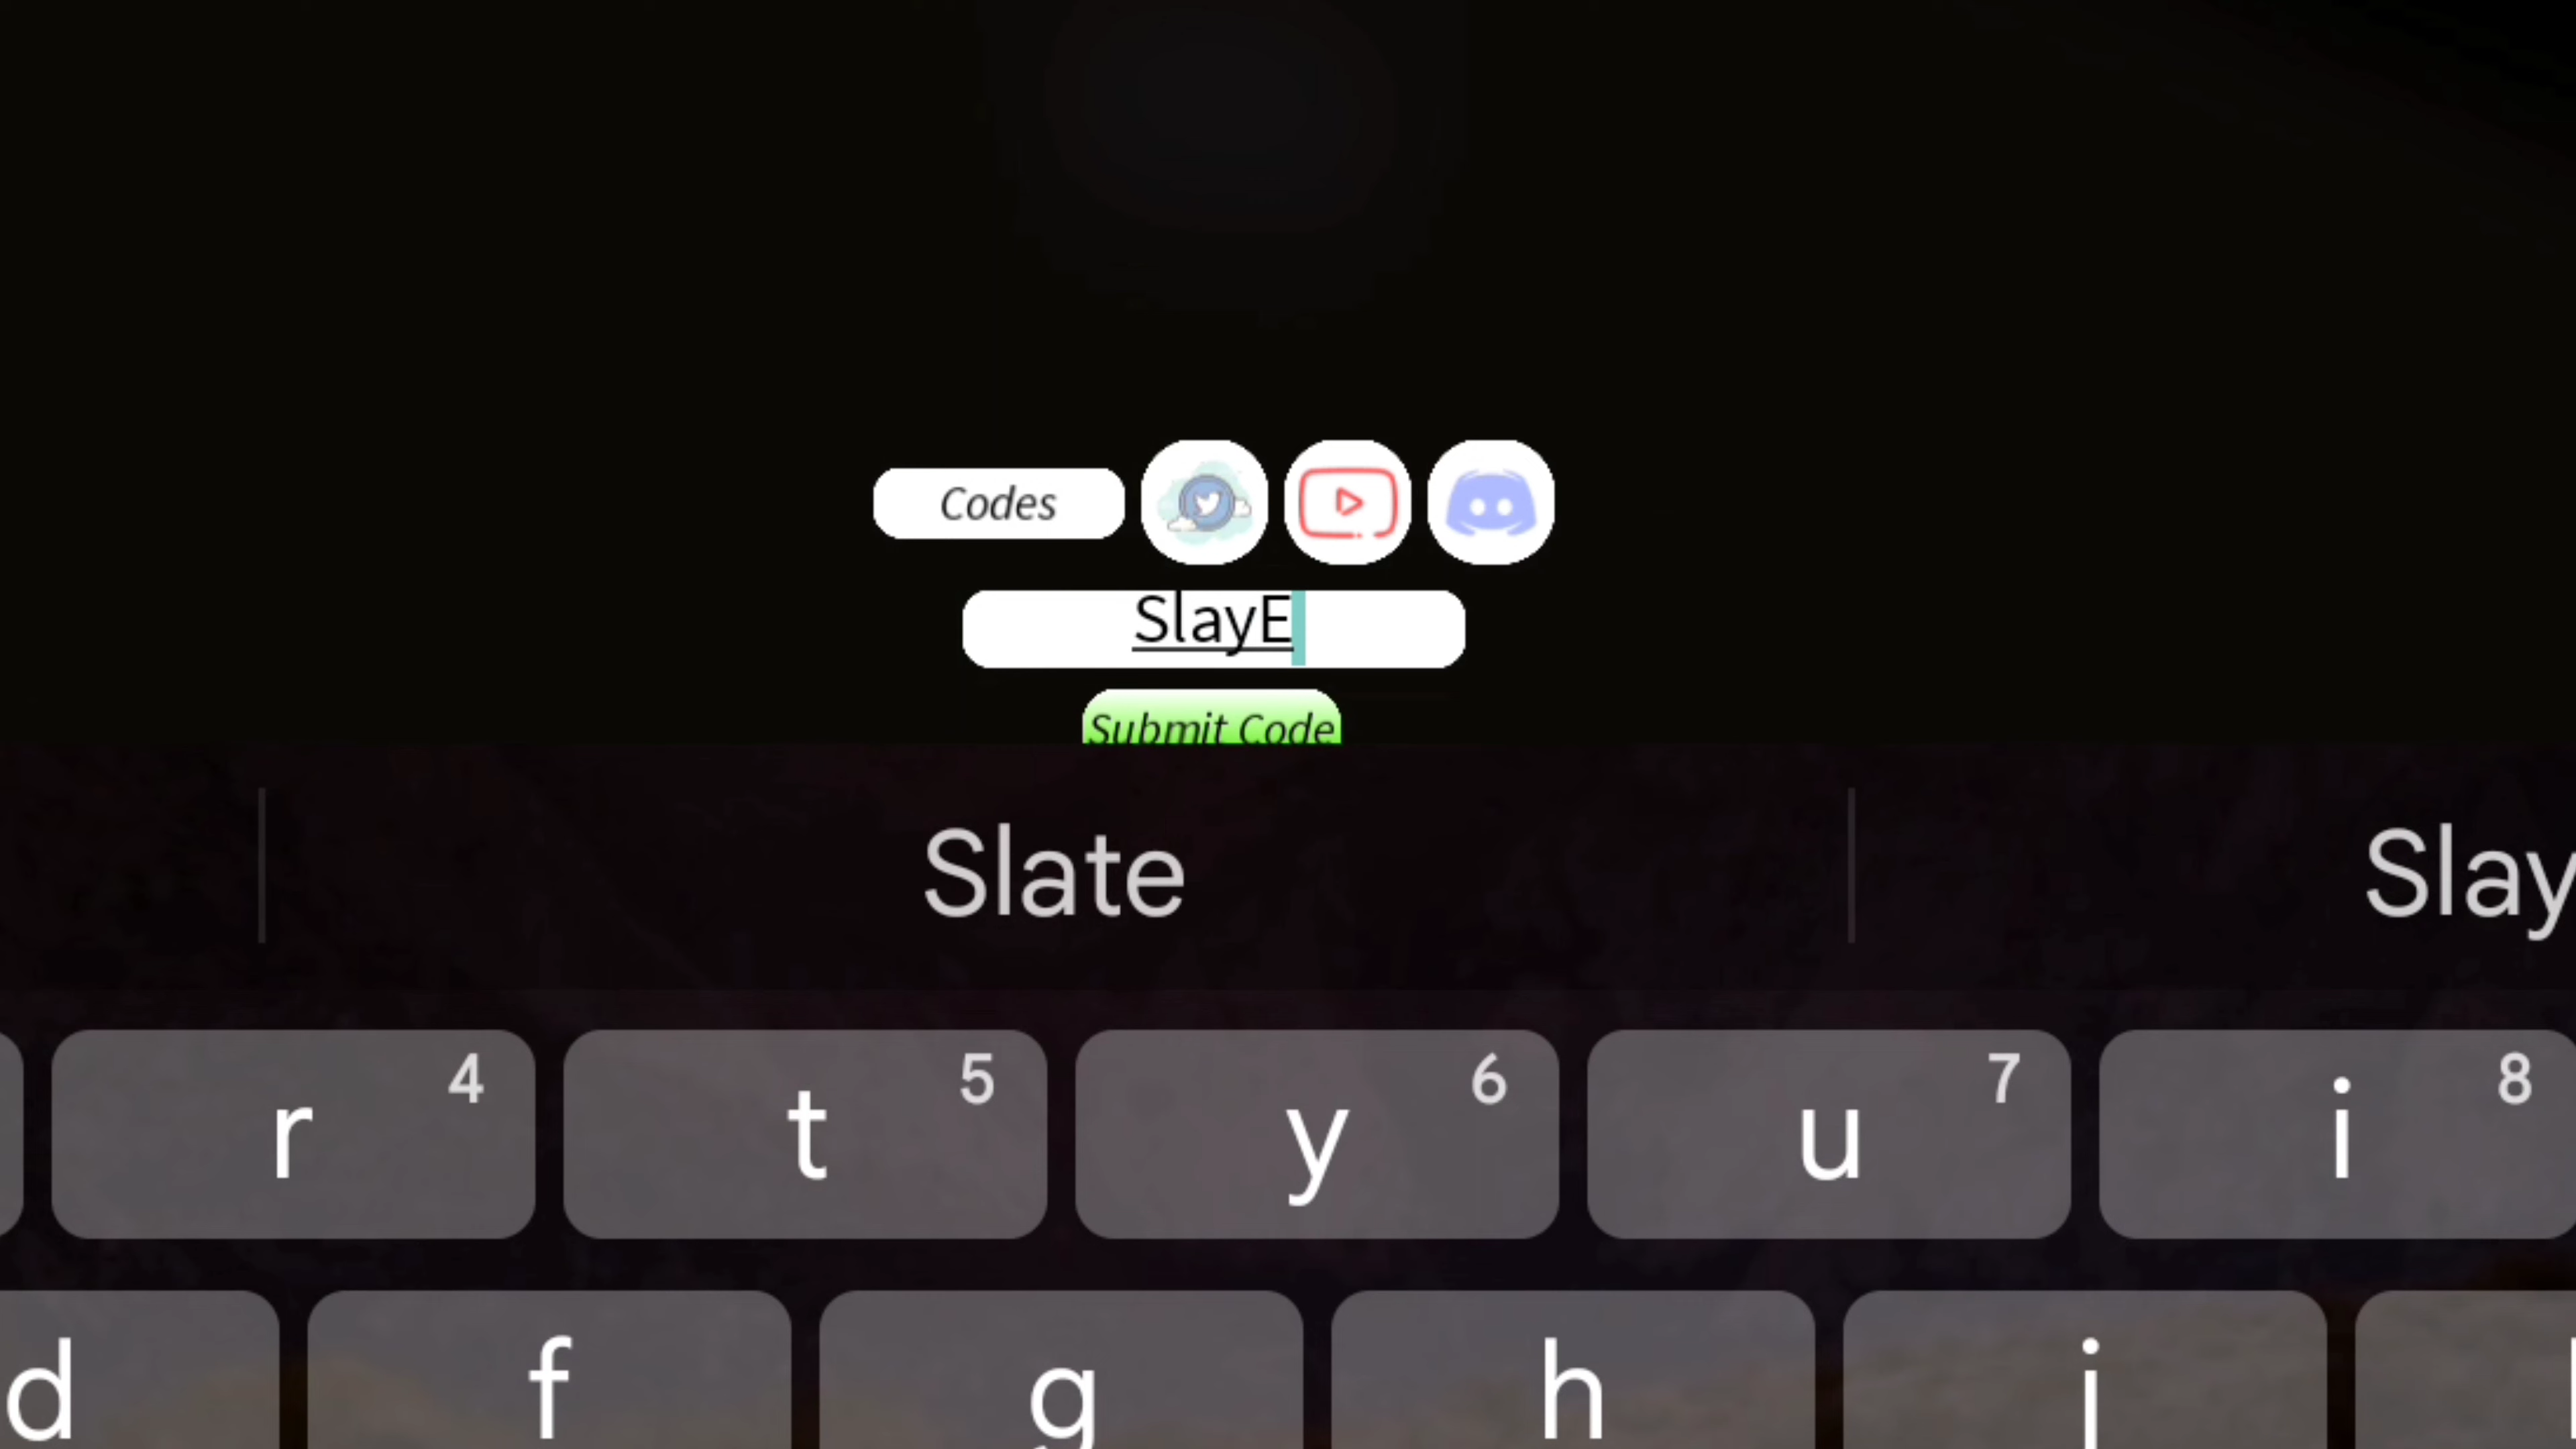 Codes
SlayE
Submit Code
Slate
Slay
r 4 t 5 y 6 u 7 i 8
d f g h j